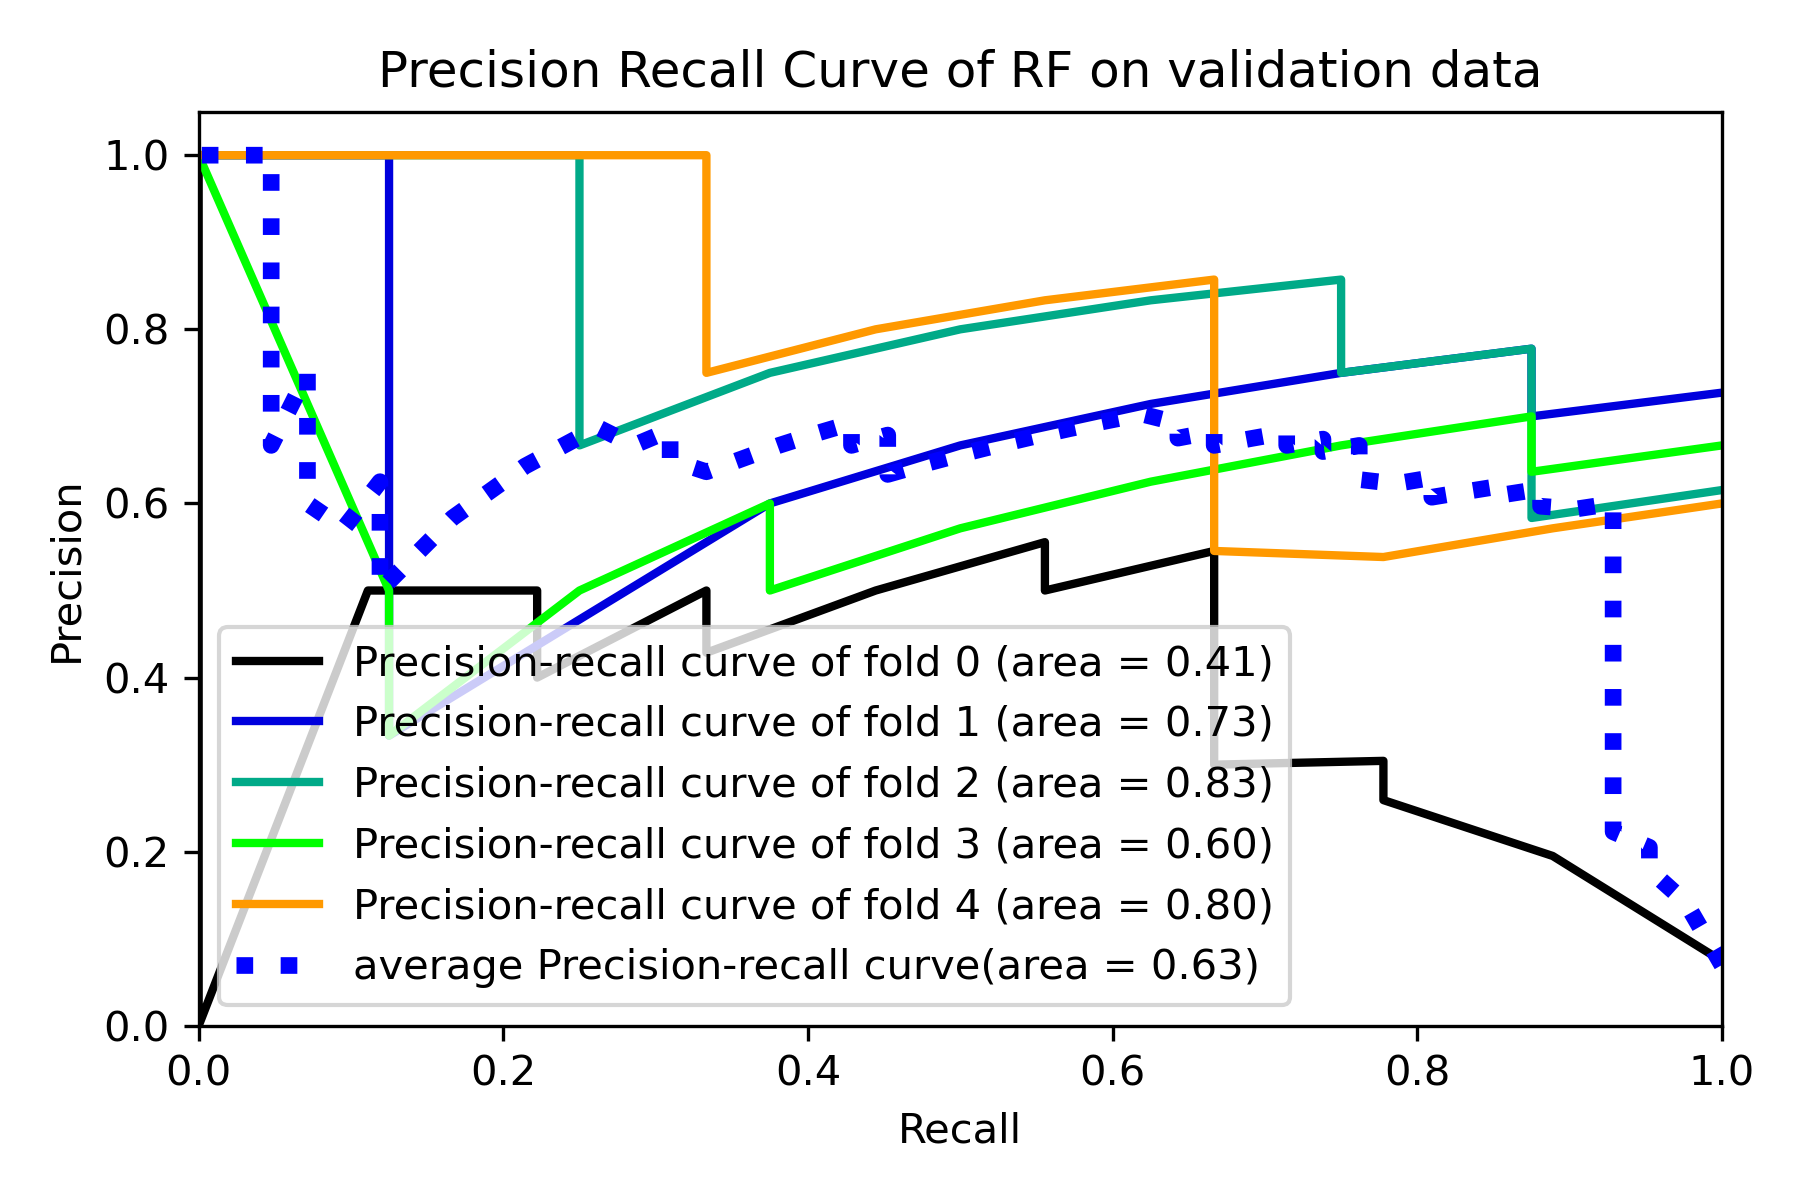 Precision Recall Curve of RF on validation data
1.0
0.8
0.6
0.4
0.2
0.0
Precision
Precision-recall curve of fold 0 (area = 0.41)
Precision-recall curve of fold 1 (area = 0.73)
Precision-recall curve of fold 2 (area = 0.83)
Precision-recall curve of fold 3 (area = 0.60)
Precision-recall curve of fold 4 (area = 0.80)
average Precision-recall curve(area = 0.63)
0.0 0.2 0.4 0.6 0.8 1.0
Recall